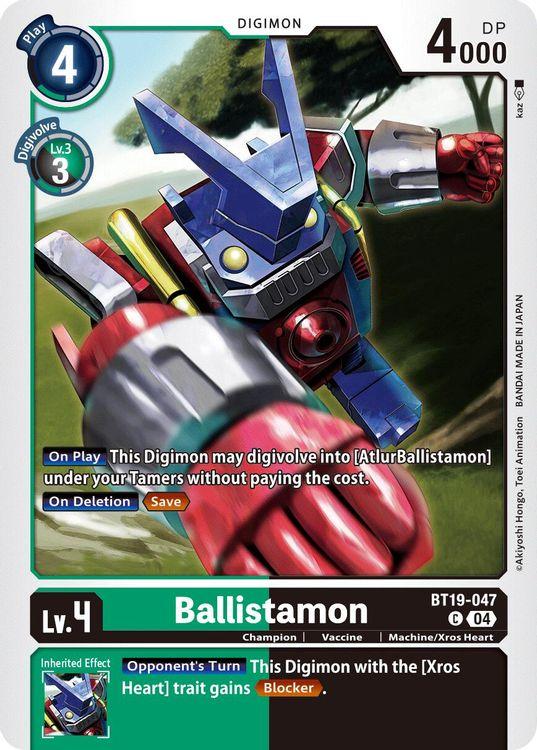 DIGIMON
Play
4
DP
4000
Digivolve
Lv.3
3
kaz
BANDAI MADE IN JAPAN
©Akiyoshi Hongo, Toei Animation
On Play This Digimon may digivolve into [AtlurBallistamon]
under your Tamers without paying the cost.
On Deletion Save
Lv.4
Ballistamon
BT19-047
C 04
Champion | Vaccine | Machine/Xros Heart
Inherited Effect
Opponent's Turn This Digimon with the [Xros
Heart] trait gains Blocker.